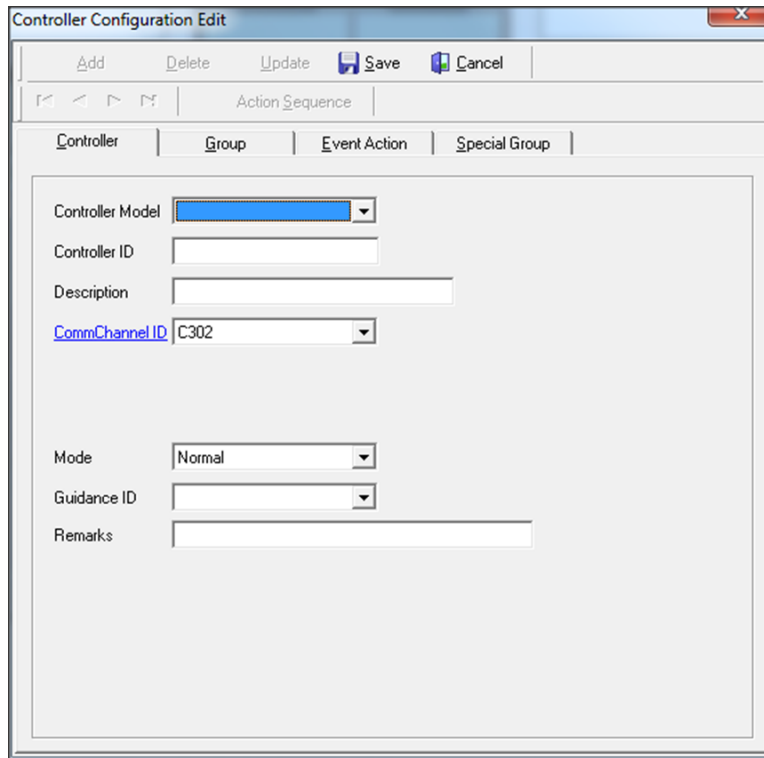 Controller Configuration Edit
Add Delete Update Save Cancel
Action Sequence
Controller Group Event Action Special Group
Controller Model
Controller ID
Description
CommChannel ID C302
Mode Normal
Guidance ID
Remarks